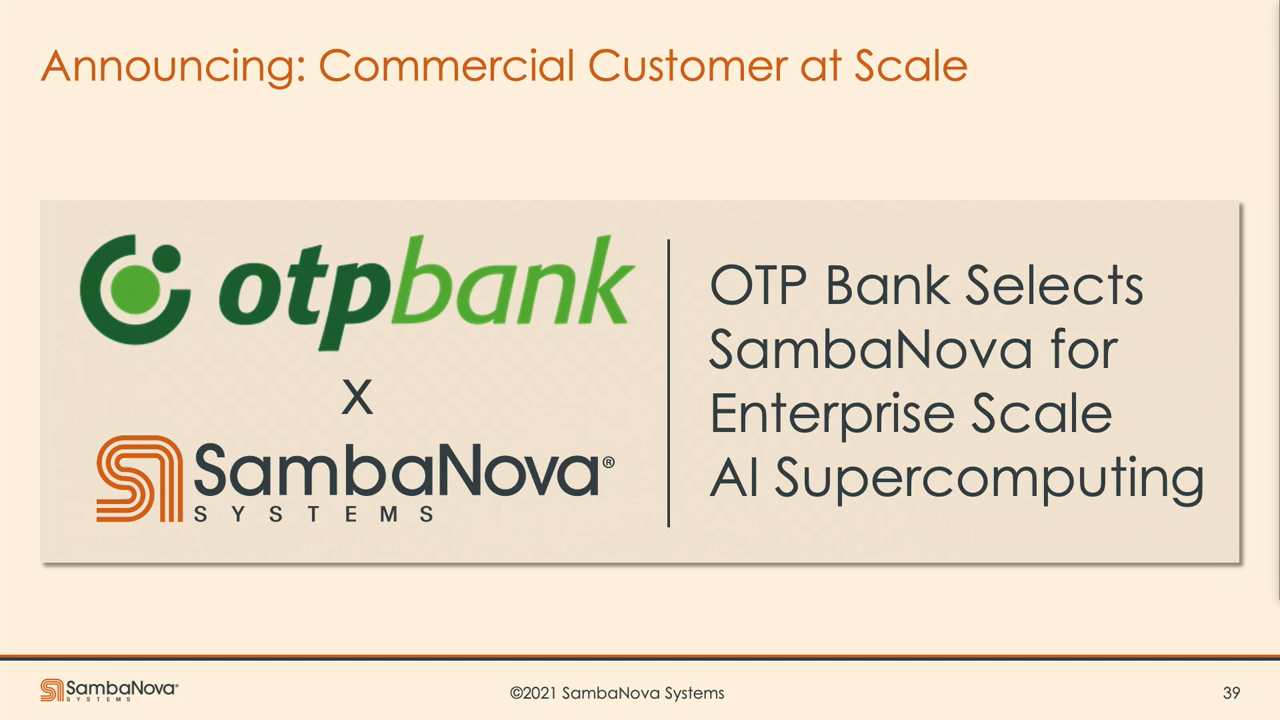 Announcing: Commercial Customer at Scale
otpbank
x
SambaNova®
SYSTEMS
OTP Bank Selects
SambaNova for
Enterprise Scale
AI Supercomputing
SambaNova®
SYSTEMS
©2021 SambaNova Systems
39